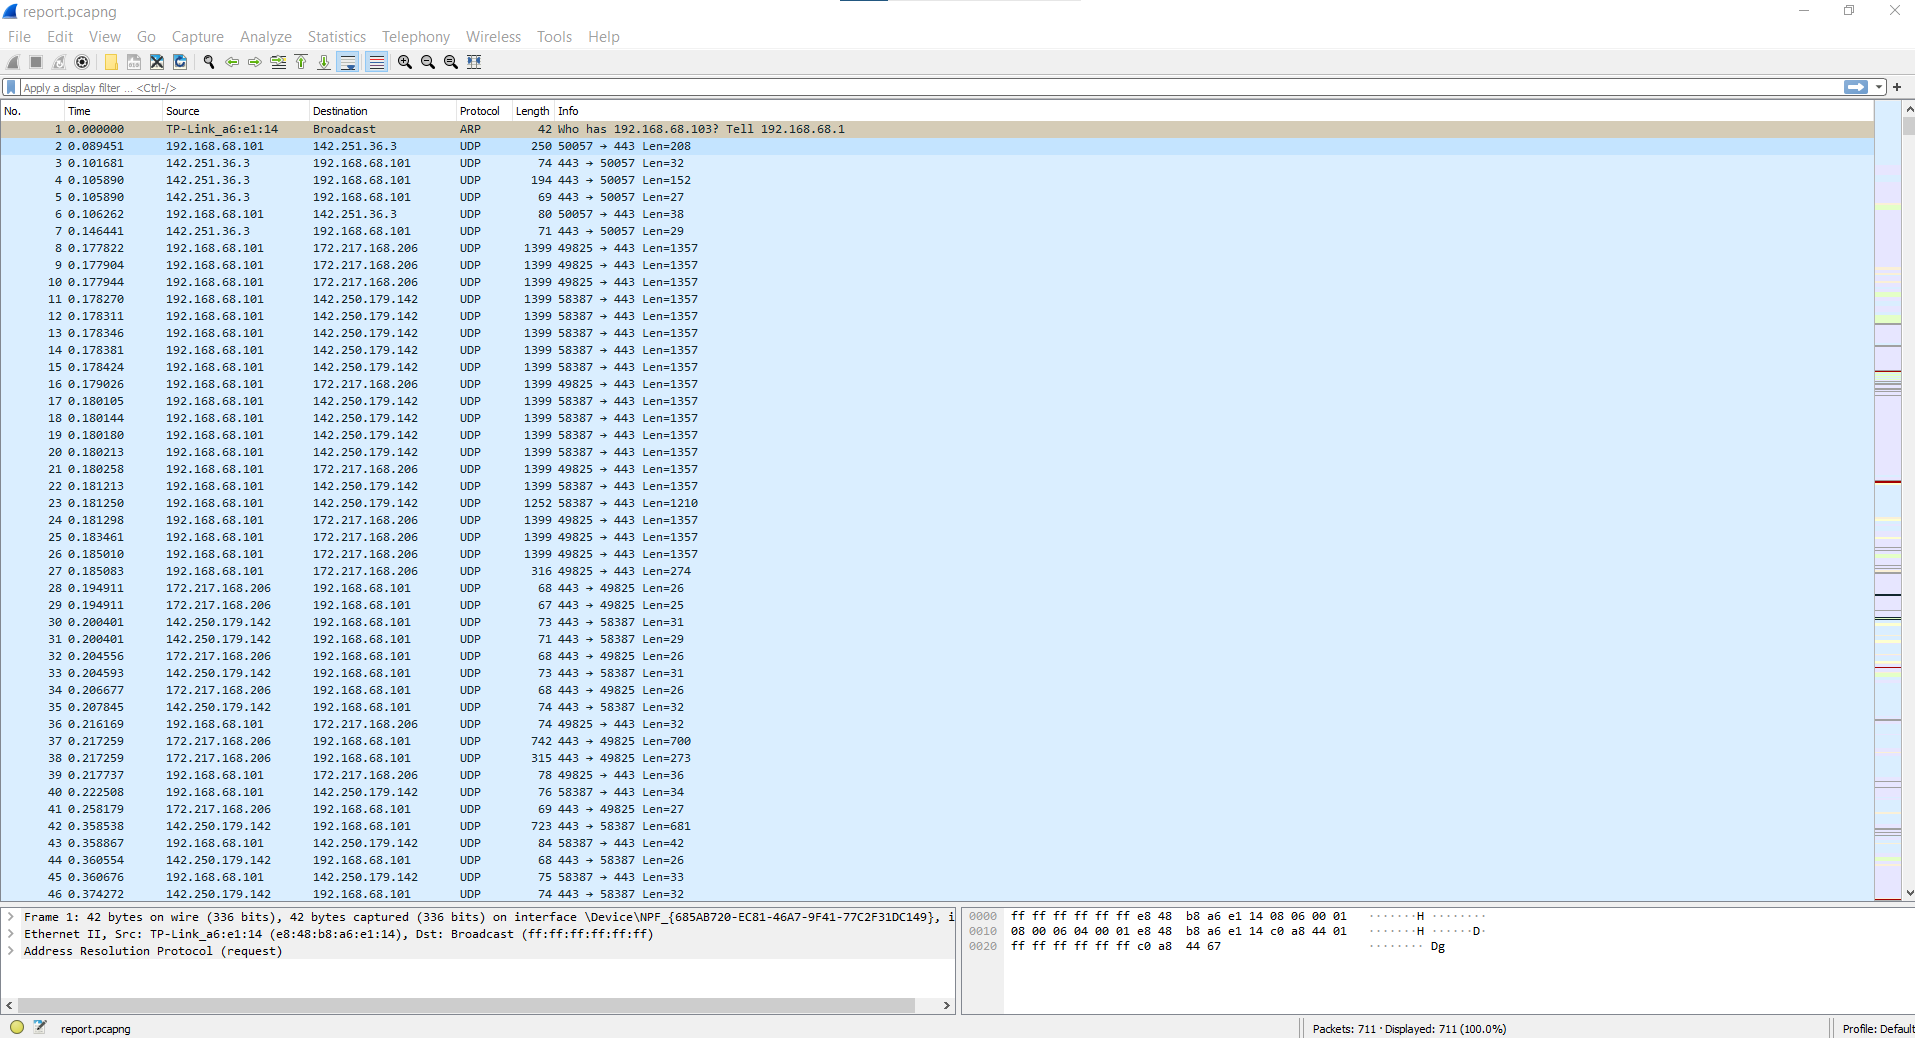 report.pcapng
File Edit View Go Capture Analyze Statistics Telephony Wireless Tools Help
Apply a display filter ... <Ctrl-/>
No. Time Source Destination Protocol Length Info
1 0.000000 TP-Link_a6:e1:14 Broadcast ARP 42 Who has 192.168.68.103? Tell 192.168.68.1
2 0.089451 192.168.68.101 142.251.36.3 UDP 250 50057 → 443 Len=208
3 0.101681 142.251.36.3 192.168.68.101 UDP 74 443 → 50057 Len=32
4 0.105890 142.251.36.3 192.168.68.101 UDP 194 443 → 50057 Len=152
5 0.105890 142.251.36.3 192.168.68.101 UDP 69 443 → 50057 Len=27
6 0.106262 192.168.68.101 142.251.36.3 UDP 80 50057 → 443 Len=38
7 0.146441 142.251.36.3 192.168.68.101 UDP 71 443 → 50057 Len=29
8 0.177822 192.168.68.101 172.217.168.206 UDP 1399 49825 → 443 Len=1357
9 0.177904 192.168.68.101 172.217.168.206 UDP 1399 49825 → 443 Len=1357
10 0.177944 192.168.68.101 172.217.168.206 UDP 1399 49825 → 443 Len=1357
11 0.178270 192.168.68.101 142.250.179.142 UDP 1399 58387 → 443 Len=1357
12 0.178311 192.168.68.101 142.250.179.142 UDP 1399 58387 → 443 Len=1357
13 0.178346 192.168.68.101 142.250.179.142 UDP 1399 58387 → 443 Len=1357
14 0.178381 192.168.68.101 142.250.179.142 UDP 1399 58387 → 443 Len=1357
15 0.178424 192.168.68.101 142.250.179.142 UDP 1399 58387 → 443 Len=1357
16 0.179026 192.168.68.101 172.217.168.206 UDP 1399 49825 → 443 Len=1357
17 0.180105 192.168.68.101 142.250.179.142 UDP 1399 58387 → 443 Len=1357
18 0.180144 192.168.68.101 142.250.179.142 UDP 1399 58387 → 443 Len=1357
19 0.180180 192.168.68.101 142.250.179.142 UDP 1399 58387 → 443 Len=1357
20 0.180213 192.168.68.101 142.250.179.142 UDP 1399 58387 → 443 Len=1357
21 0.180258 192.168.68.101 172.217.168.206 UDP 1399 49825 → 443 Len=1357
22 0.181213 192.168.68.101 142.250.179.142 UDP 1399 58387 → 443 Len=1357
23 0.181250 192.168.68.101 142.250.179.142 UDP 1252 58387 → 443 Len=1210
24 0.181298 192.168.68.101 172.217.168.206 UDP 1399 49825 → 443 Len=1357
25 0.183461 192.168.68.101 172.217.168.206 UDP 1399 49825 → 443 Len=1357
26 0.185010 192.168.68.101 172.217.168.206 UDP 1399 49825 → 443 Len=1357
27 0.185083 192.168.68.101 172.217.168.206 UDP 316 49825 → 443 Len=274
28 0.194911 172.217.168.206 192.168.68.101 UDP 68 443 → 49825 Len=26
29 0.194911 172.217.168.206 192.168.68.101 UDP 67 443 → 49825 Len=25
30 0.200401 142.250.179.142 192.168.68.101 UDP 73 443 → 58387 Len=31
31 0.200401 142.250.179.142 192.168.68.101 UDP 71 443 → 58387 Len=29
32 0.204556 172.217.168.206 192.168.68.101 UDP 68 443 → 49825 Len=26
33 0.204593 142.250.179.142 192.168.68.101 UDP 73 443 → 58387 Len=31
34 0.206677 172.217.168.206 192.168.68.101 UDP 68 443 → 49825 Len=26
35 0.207845 142.250.179.142 192.168.68.101 UDP 74 443 → 58387 Len=32
36 0.216169 192.168.68.101 172.217.168.206 UDP 74 49825 → 443 Len=32
37 0.217259 172.217.168.206 192.168.68.101 UDP 742 443 → 49825 Len=700
38 0.217259 172.217.168.206 192.168.68.101 UDP 315 443 → 49825 Len=273
39 0.217737 192.168.68.101 172.217.168.206 UDP 78 49825 → 443 Len=36
40 0.222508 192.168.68.101 142.250.179.142 UDP 76 58387 → 443 Len=34
41 0.258179 172.217.168.206 192.168.68.101 UDP 69 443 → 49825 Len=27
42 0.358538 142.250.179.142 192.168.68.101 UDP 723 443 → 58387 Len=681
43 0.358867 192.168.68.101 142.250.179.142 UDP 84 58387 → 443 Len=42
44 0.360554 142.250.179.142 192.168.68.101 UDP 68 443 → 58387 Len=26
45 0.360676 192.168.68.101 142.250.179.142 UDP 75 58387 → 443 Len=33
46 0.374272 142.250.179.142 192.168.68.101 UDP 74 443 → 58387 Len=32
Frame 1: 42 bytes on wire (336 bits), 42 bytes captured (336 bits) on interface \Device\NPF_{685AB720-EC81-46A7-9F41-77C2F31DC149}, i
Ethernet II, Src: TP-Link_a6:e1:14 (e8:48:b8:a6:e1:14), Dst: Broadcast (ff:ff:ff:ff:ff:ff)
Address Resolution Protocol (request)
0000 ff ff ff ff ff ff e8 48 b8 a6 e1 14 08 06 00 01 ·······H ········
0010 08 00 06 04 00 01 e8 48 b8 a6 e1 14 c0 a8 44 01 ·······H ······D·
0020 ff ff ff ff ff ff c0 a8 44 67 ········ Dg
report.pcapng
Packets: 711 · Displayed: 711 (100.0%)
Profile: Default